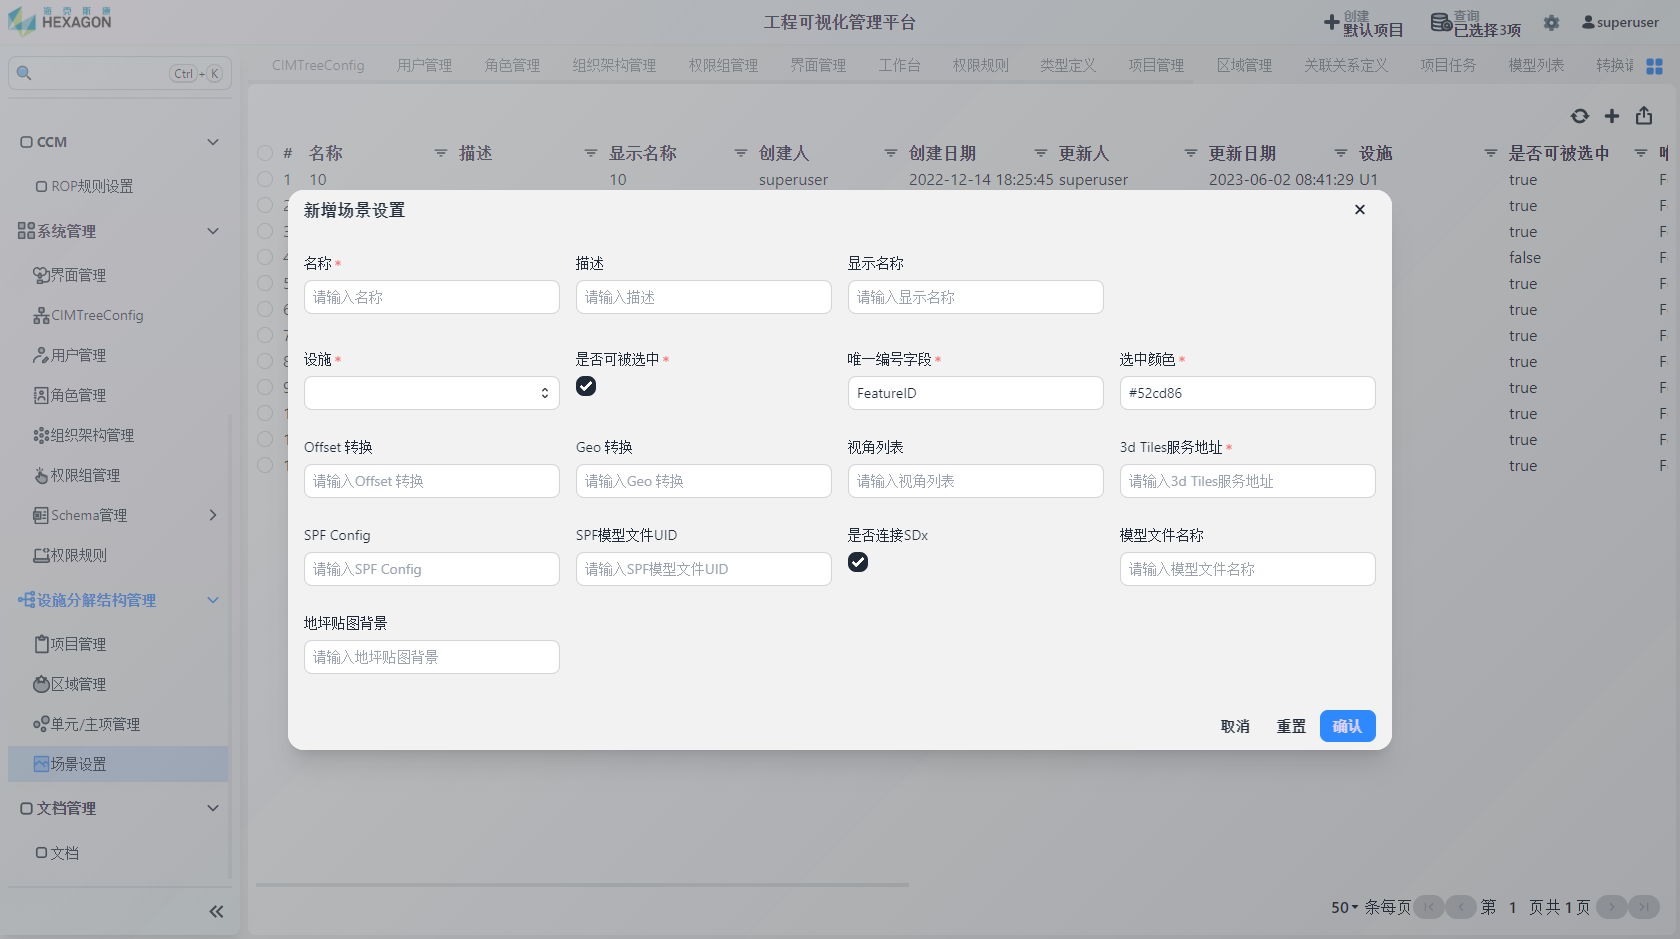 海克斯康
HEXAGON
工程可视化管理平台
创建
默认项目
查询
已选择3项
superuser
Ctrl + K
CIMTreeConfig 用户管理 角色管理 组织架构管理 权限组管理 界面管理 工作台 权限规则 类型定义 项目管理 区域管理 关联关系定义 项目任务 模型列表
CCM
ROP规则设置
系统管理
界面管理
CIMTreeConfig
用户管理
角色管理
组织架构管理
权限组管理
Schema管理
权限规则
设施分解结构管理
项目管理
区域管理
单元/主项管理
场景设置
文档管理
文档
# 名称 描述 显示名称 创建人 创建日期 更新人 更新日期 设施 是否可被选中
1 10 10 superuser 2022-12-14 18:25:45 superuser 2023-06-02 08:41:29 U1 true
true
true
false
true
true
true
true
true
true
true
true
新增场景设置
名称* 描述 显示名称
请输入名称 请输入描述 请输入显示名称
设施* 是否可被选中* 唯一编号字段* 选中颜色*
FeatureID #52cd86
Offset 转换 Geo 转换 视角列表 3d Tiles服务地址*
请输入Offset 转换 请输入Geo 转换 请输入视角列表 请输入3d Tiles服务地址
SPF Config SPF模型文件UID 是否连接SDx 模型文件名称
请输入SPF Config 请输入SPF模型文件UID 请输入模型文件名称
地坪贴图背景
请输入地坪贴图背景
取消 重置 确认
50 条每页 第 1 页共1页